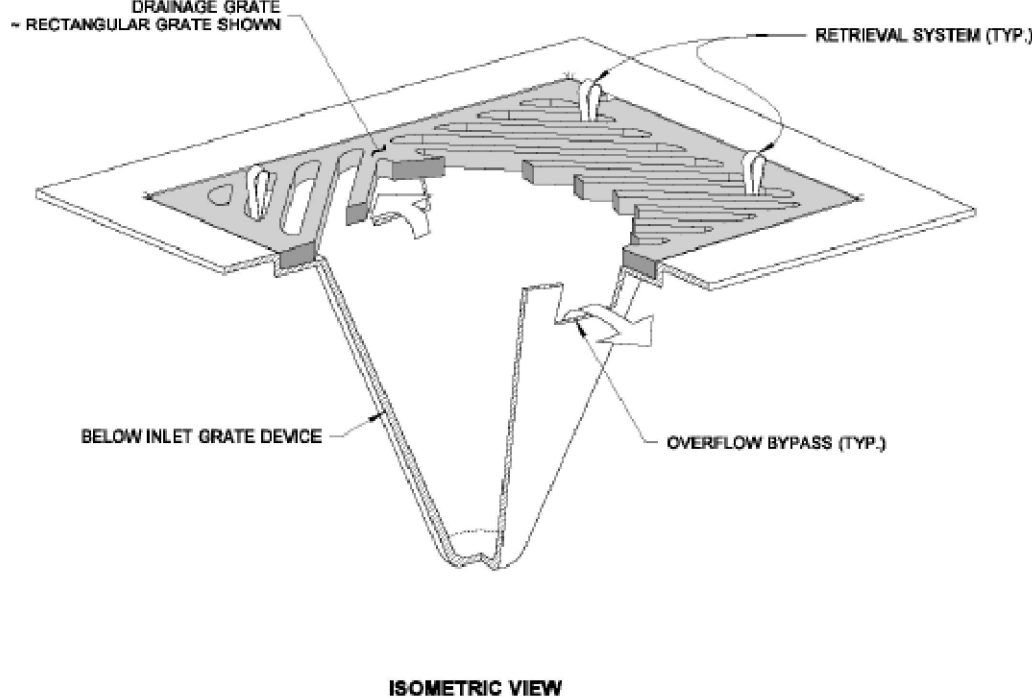 DRAINAGE GRATE
~ RECTANGULAR GRATE SHOWN
RETRIEVAL SYSTEM (TYP.)
BELOW INLET GRATE DEVICE
OVERFLOW BYPASS (TYP.)
ISOMETRIC VIEW